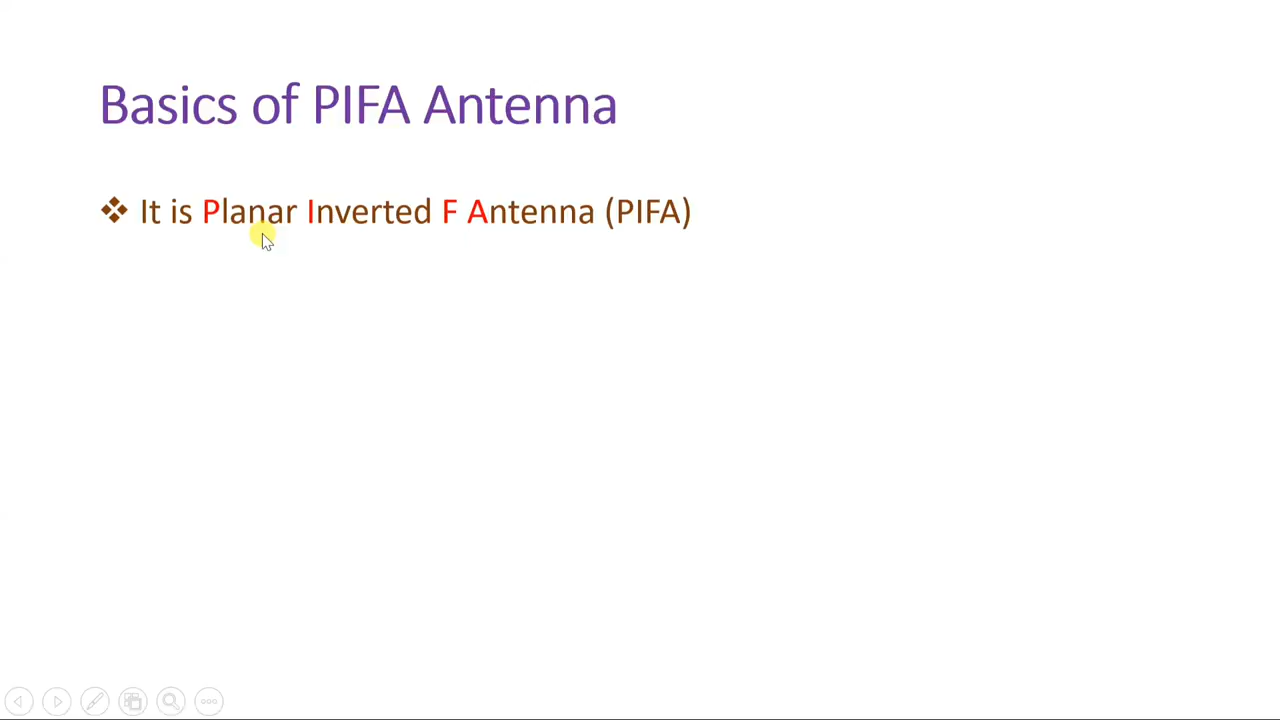 Basics of PIFA Antenna
❖ It is Planar Inverted F Antenna (PIFA)